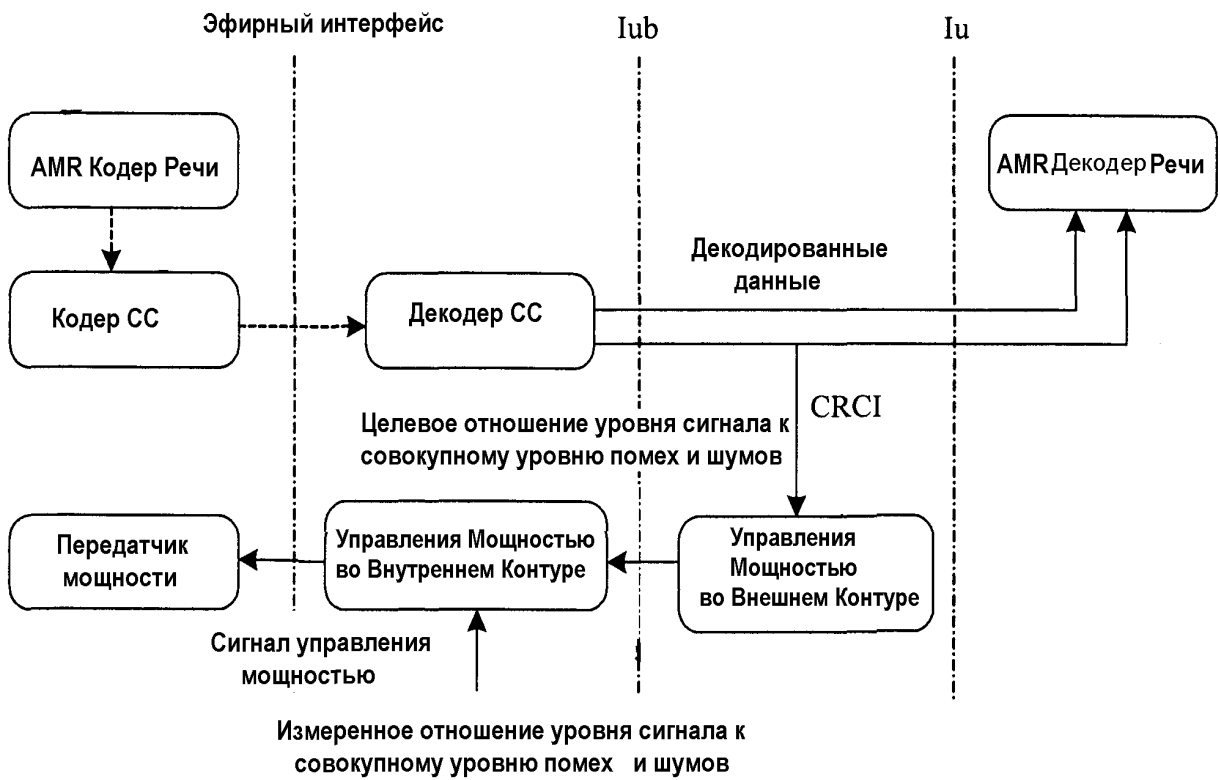 Эфирный интерфейс
Iub
Iu
AMR Кодер Речи
AMR Декодер Речи
Декодированные
данные
Кодер СС
Декодер СС
CRCI
Целевое отношение уровня сигнала к
совокупному уровню помех и шумов
Передатчик
мощности
Управления Мощностью
во Внутреннем Контуре
Управления
Мощностью
во Внешнем Контуре
Сигнал управления
мощностью
Измеренное отношение уровня сигнала к
совокупному уровню помех и шумов